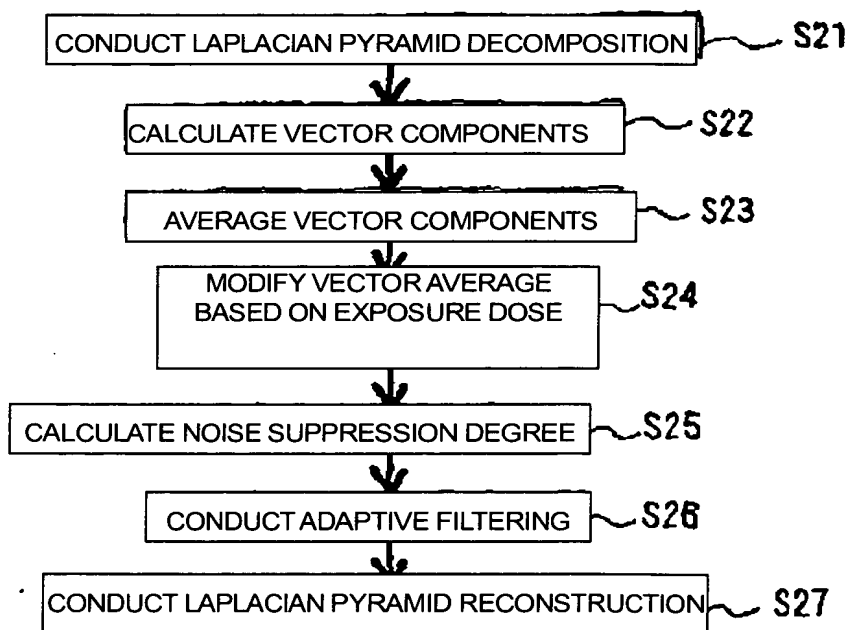 CONDUCT LAPLACIAN PYRAMID DECOMPOSITION S21
CALCULATE VECTOR COMPONENTS S22
AVERAGE VECTOR COMPONENTS S23
MODIFY VECTOR AVERAGE
BASED ON EXPOSURE DOSE S24
CALCULATE NOISE SUPPRESSION DEGREE S25
CONDUCT ADAPTIVE FILTERING S26
CONDUCT LAPLACIAN PYRAMID RECONSTRUCTION S27